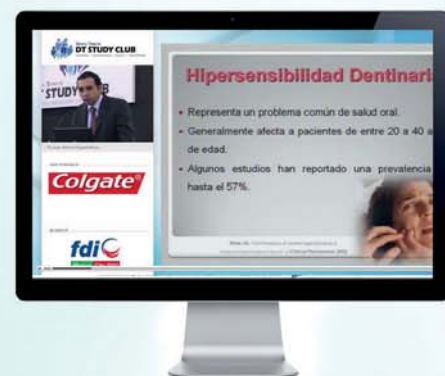 DT STUDY CLUB
STUDY
Colgate
fdi
Hipersensibilidad Dentinaria
• Representa un problema común de salud oral.
• Generalmente afecta a pacientes de entre 20 a 40 a
de edad.
• Algunos estudios han reportado una prevalencia
hasta el 57%.